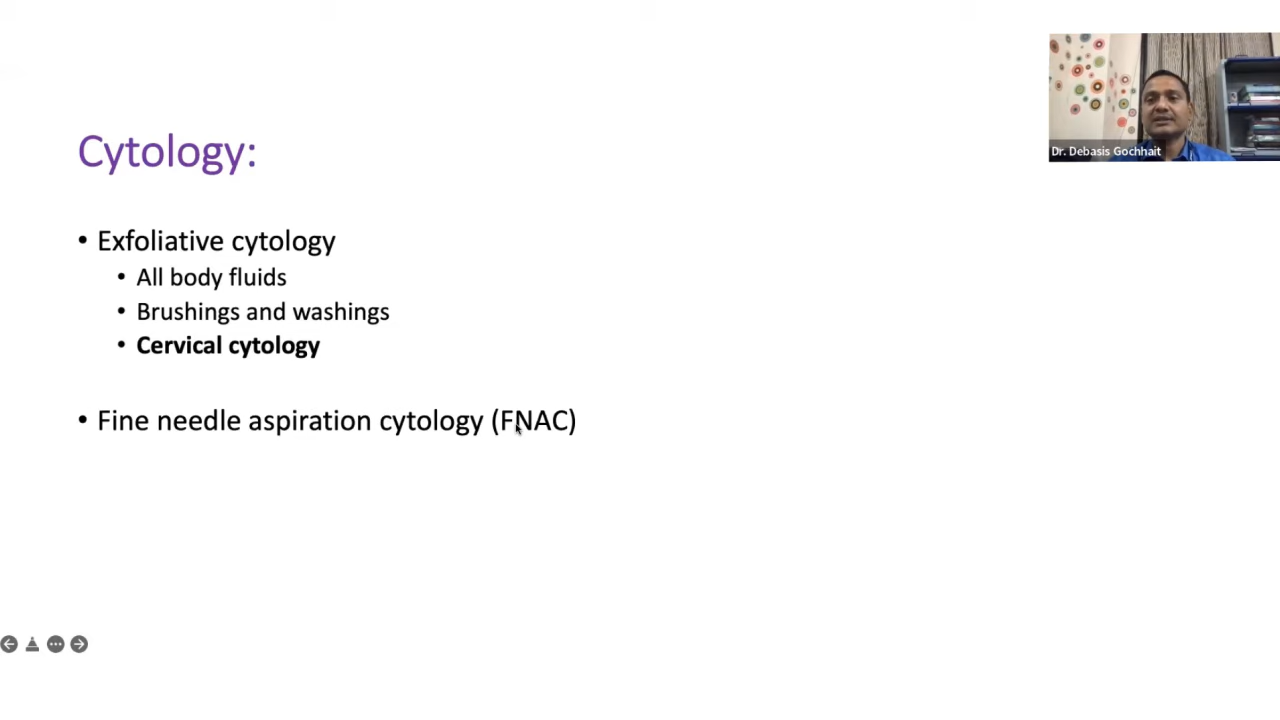 Dr. Debasis Gochhait
Cytology:
• Exfoliative cytology
• All body fluids
• Brushings and washings
• Cervical cytology
• Fine needle aspiration cytology (FNAC)